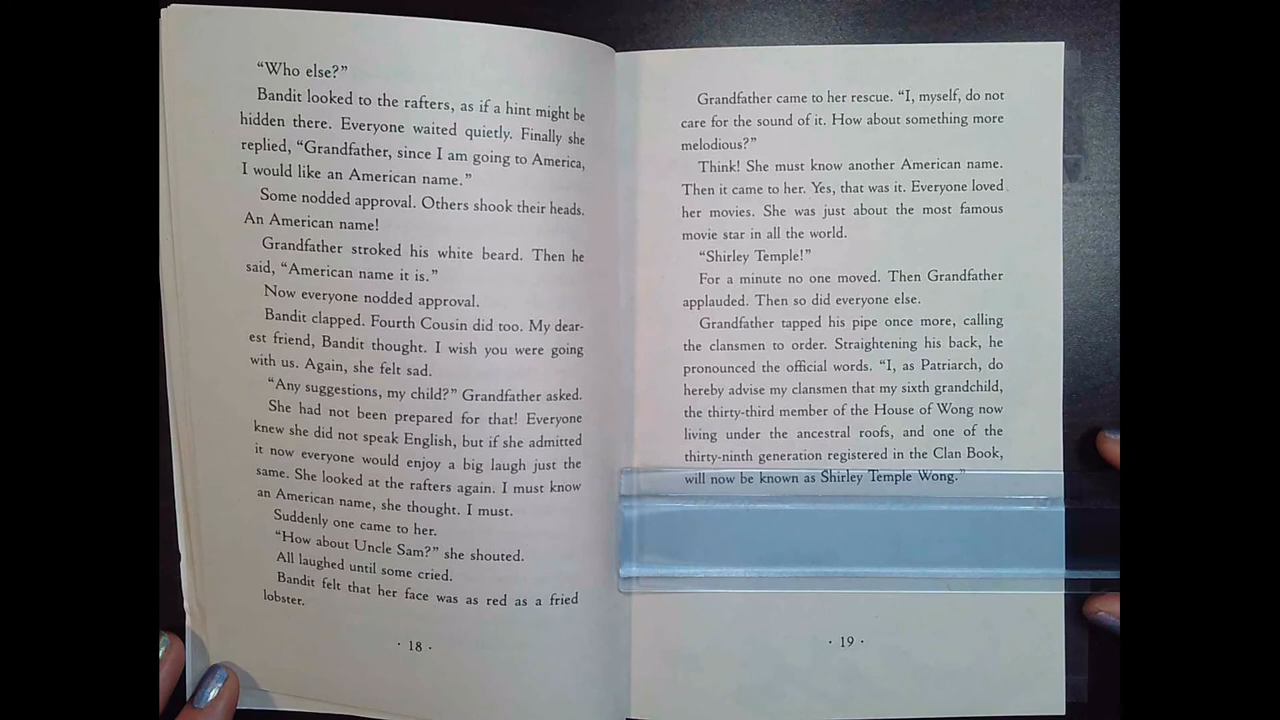 “Who else?”
Bandit looked to the rafters, as if a hint might be
hidden there. Everyone waited quietly. Finally she
replied, “Grandfather, since I am going to America,
I would like an American name.”
Some nodded approval. Others shook their heads.
An American name!
Grandfather stroked his white beard. Then he
said, “American name it is.”
Now everyone nodded approval.
Bandit clapped. Fourth Cousin did too. My dear-
est friend, Bandit thought. I wish you were going
with us. Again, she felt sad.
“Any suggestions, my child?” Grandfather asked.
She had not been prepared for that! Everyone
knew she did not speak English, but if she admitted
it now everyone would enjoy a big laugh just the
same. She looked at the rafters again. I must know
an American name, she thought. I must.
Suddenly one came to her.
“How about Uncle Sam?” she shouted.
All laughed until some cried.
Bandit felt that her face was as red as a fried
lobster.
· 18 ·
Grandfather came to her rescue. “I, myself, do not
care for the sound of it. How about something more
melodious?”
Think! She must know another American name.
Then it came to her. Yes, that was it. Everyone loved
her movies. She was just about the most famous
movie star in all the world.
“Shirley Temple!”
For a minute no one moved. Then Grandfather
applauded. Then so did everyone else.
Grandfather tapped his pipe once more, calling
the clansmen to order. Straightening his back, he
pronounced the official words. “I, as Patriarch, do
hereby advise my clansmen that my sixth grandchild,
the thirty-third member of the House of Wong now
living under the ancestral roofs, and one of the
thirty-ninth generation registered in the Clan Book,
will now be known as Shirley Temple Wong.”
· 19 ·